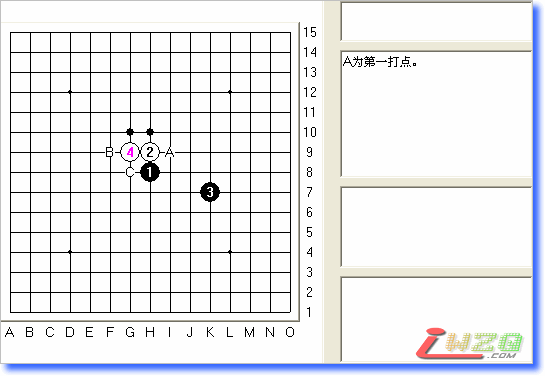 15
14
13
12
11
10
B 4 2 A 9
C 1 8
3 7
6
5
4
3
2
1
A B C D E F G H I J K L M N O
A为第一打点。
iWZQ
.COM